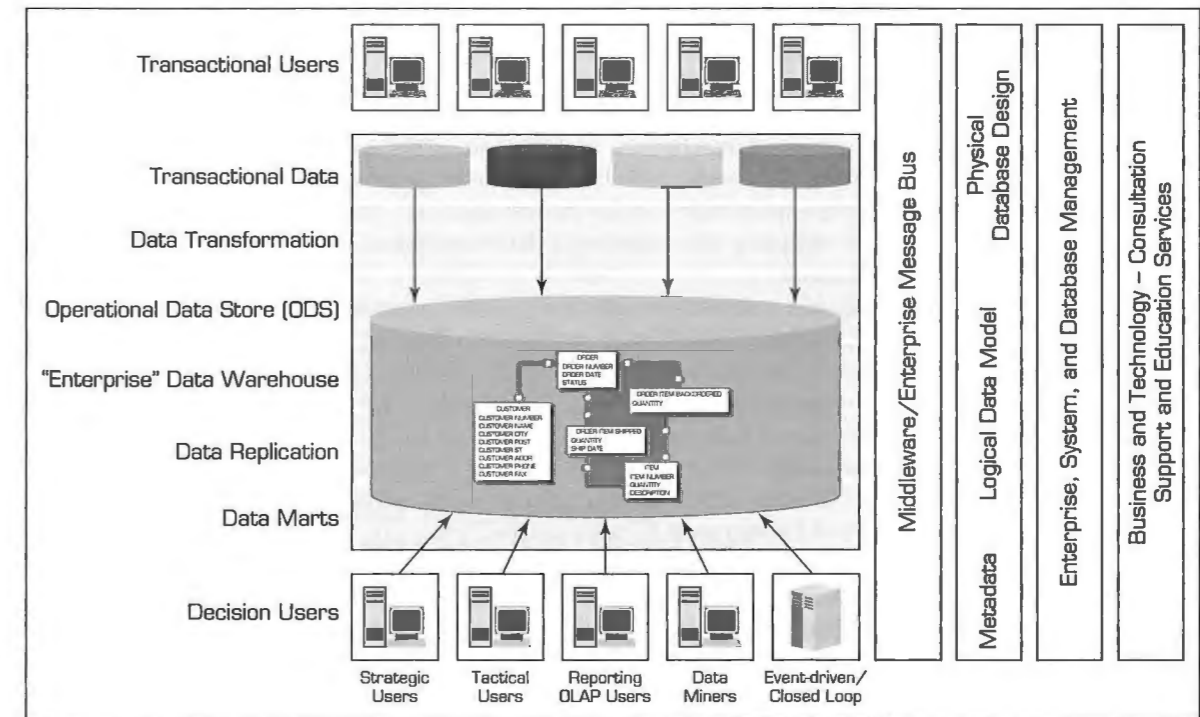 Transactional Users
Transactional Data
Data Transformation
Operational Data Store (ODS)
"Enterprise" Data Warehouse
Data Replication
Data Marts
Decision Users
ORDER
ORDER NUMBER
ORDER DATE
STATUS
ORDER ITEM BACKORDERED
QUANTITY
CUSTOMER
CUSTOMER NUMBER
CUSTOMER NAME
CUSTOMER CITY
CUSTOMER POST
CUSTOMER ST
CUSTOMER ADDR
CUSTOMER PHONE
CUSTOMER FAX
ORDER ITEM SHIPPED
QUANTITY
SHIP DATE
ITEM
ITEM NUMBER
QUANTITY
DESCRIPTION
Strategic
Users
Tactical
Users
Reporting
OLAP Users
Data
Miners
Event-driven/
Closed Loop
Middleware/Enterprise Message Bus
Metadata
Logical Data Model
Physical
Database Design
Enterprise, System, and Database Management
Business and Technology – Consultation
Support and Education Services